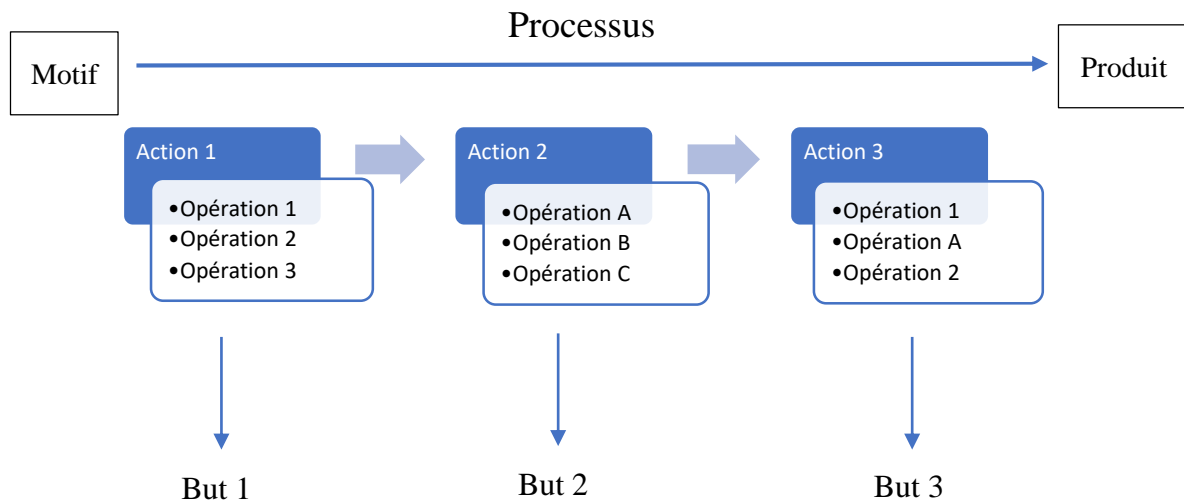 Processus
Motif
Produit
Action 1
•Opération 1
•Opération 2
•Opération 3
Action 2
•Opération A
•Opération B
•Opération C
Action 3
•Opération 1
•Opération A
•Opération 2
But 1
But 2
But 3